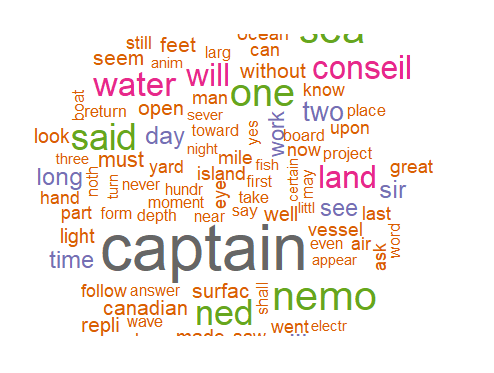 ocean
sea
still feet larg can
seem anim without conseil
water will one know
boat return open man sever two place
look said day toward yes work board upon
three must night mile now project
long noth yard island fish certain great
hand turn never hundr eye first may land sir
part form depth moment near say take well littl see last
light captain vessel word
time even air ask
appear
follow answer surfac shall nemo
canadian ned
repli wave made saw went electr